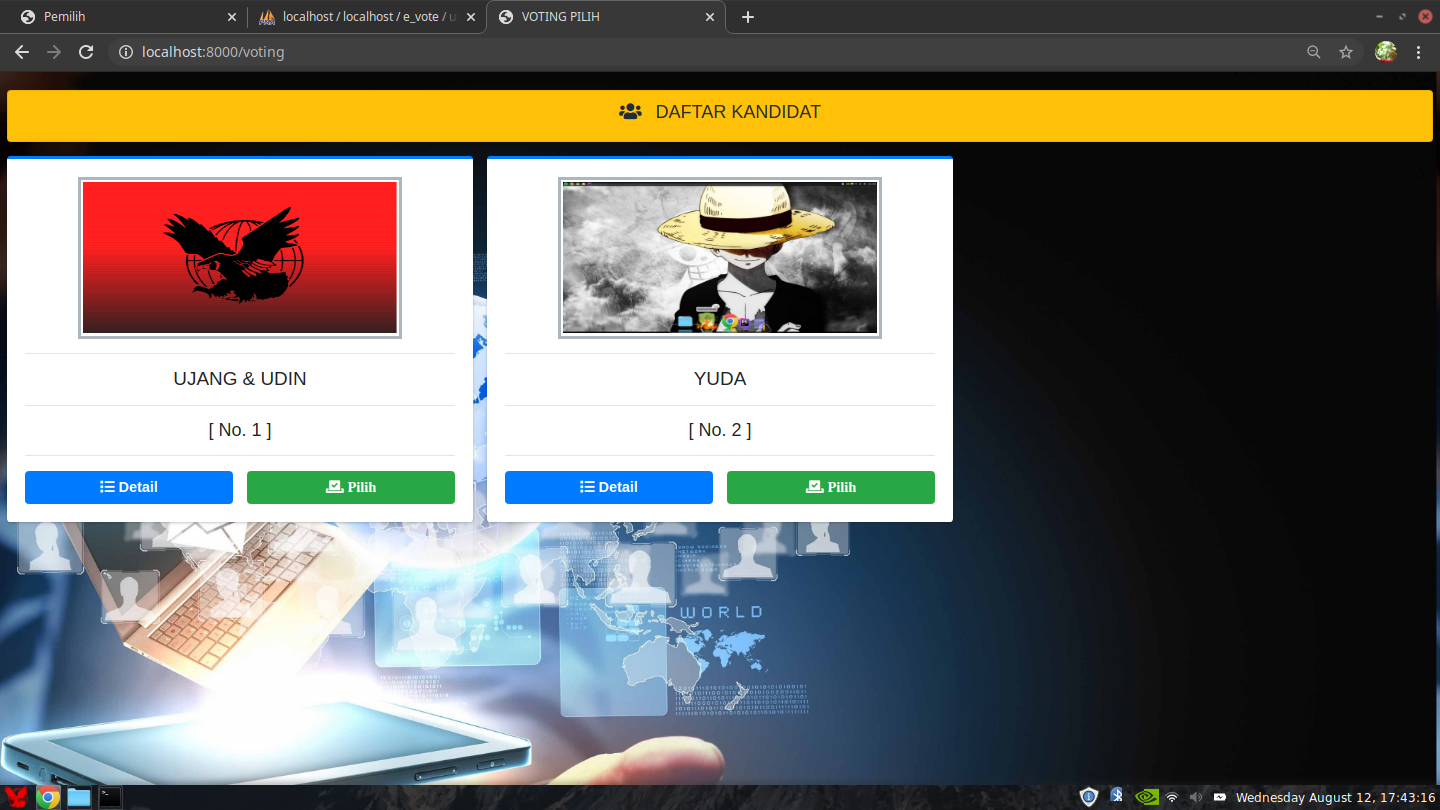 Pemilih
localhost / localhost / e_vote / u
VOTING PILIH
localhost:8000/voting
DAFTAR KANDIDAT
UJANG & UDIN
[ No. 1 ]
Detail
Pilih
YUDA
[ No. 2 ]
Detail
Pilih
WORLD
Wednesday August 12, 17:43:16